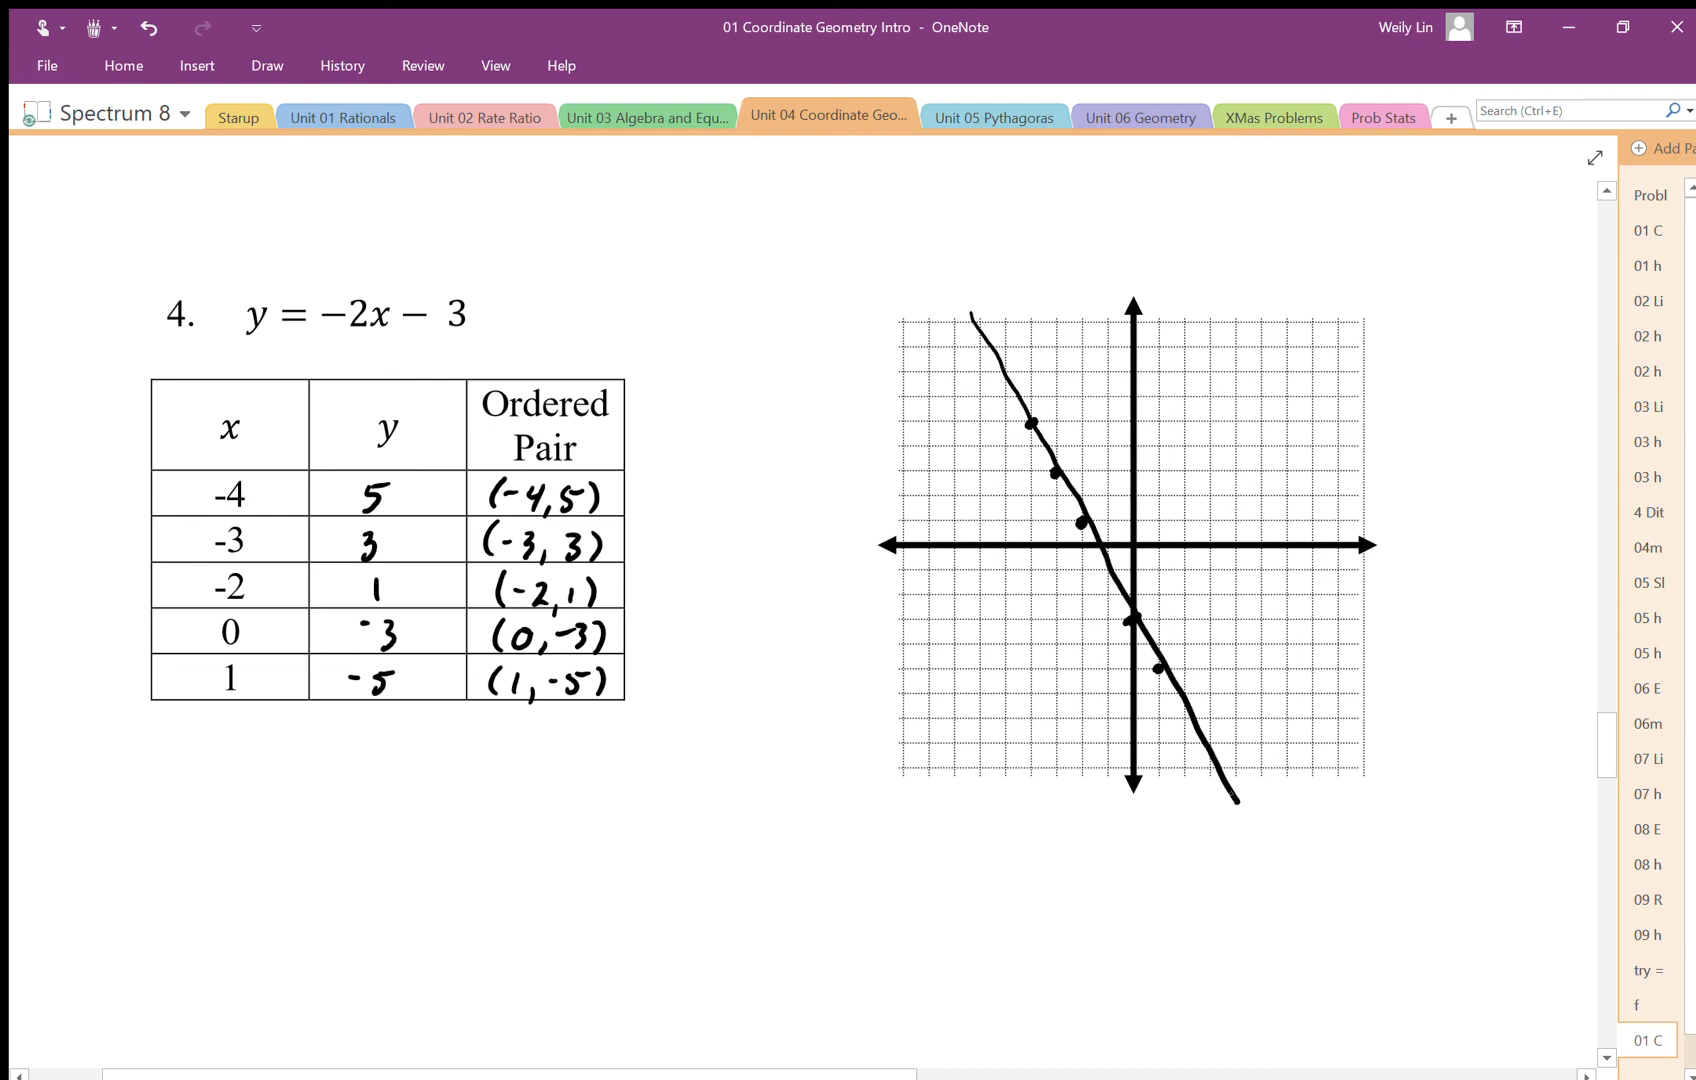 01 Coordinate Geometry Intro - OneNote
Weily Lin
File Home Insert Draw History Review View Help
Spectrum 8
Starup
Unit 01 Rationals
Unit 02 Rate Ratio
Unit 03 Algebra and Equ...
Unit 04 Coordinate Geo...
Unit 05 Pythagoras
Unit 06 Geometry
XMas Problems
Prob Stats
+
Search (Ctrl+E)
Add Pa
4. y = −2x − 3
x y Ordered Pair
-4 5 (-4,5)
-3 3 (-3, 3)
-2 1 (-2,1)
0 -3 (0,-3)
1 -5 (1,-5)
Probl
01 C
01 h
02 Li
02 h
02 h
03 Li
03 h
03 h
4 Dit
04m
05 Sl
05 h
05 h
06 E
06m
07 Li
07 h
08 E
08 h
09 R
09 h
try =
f
01 C